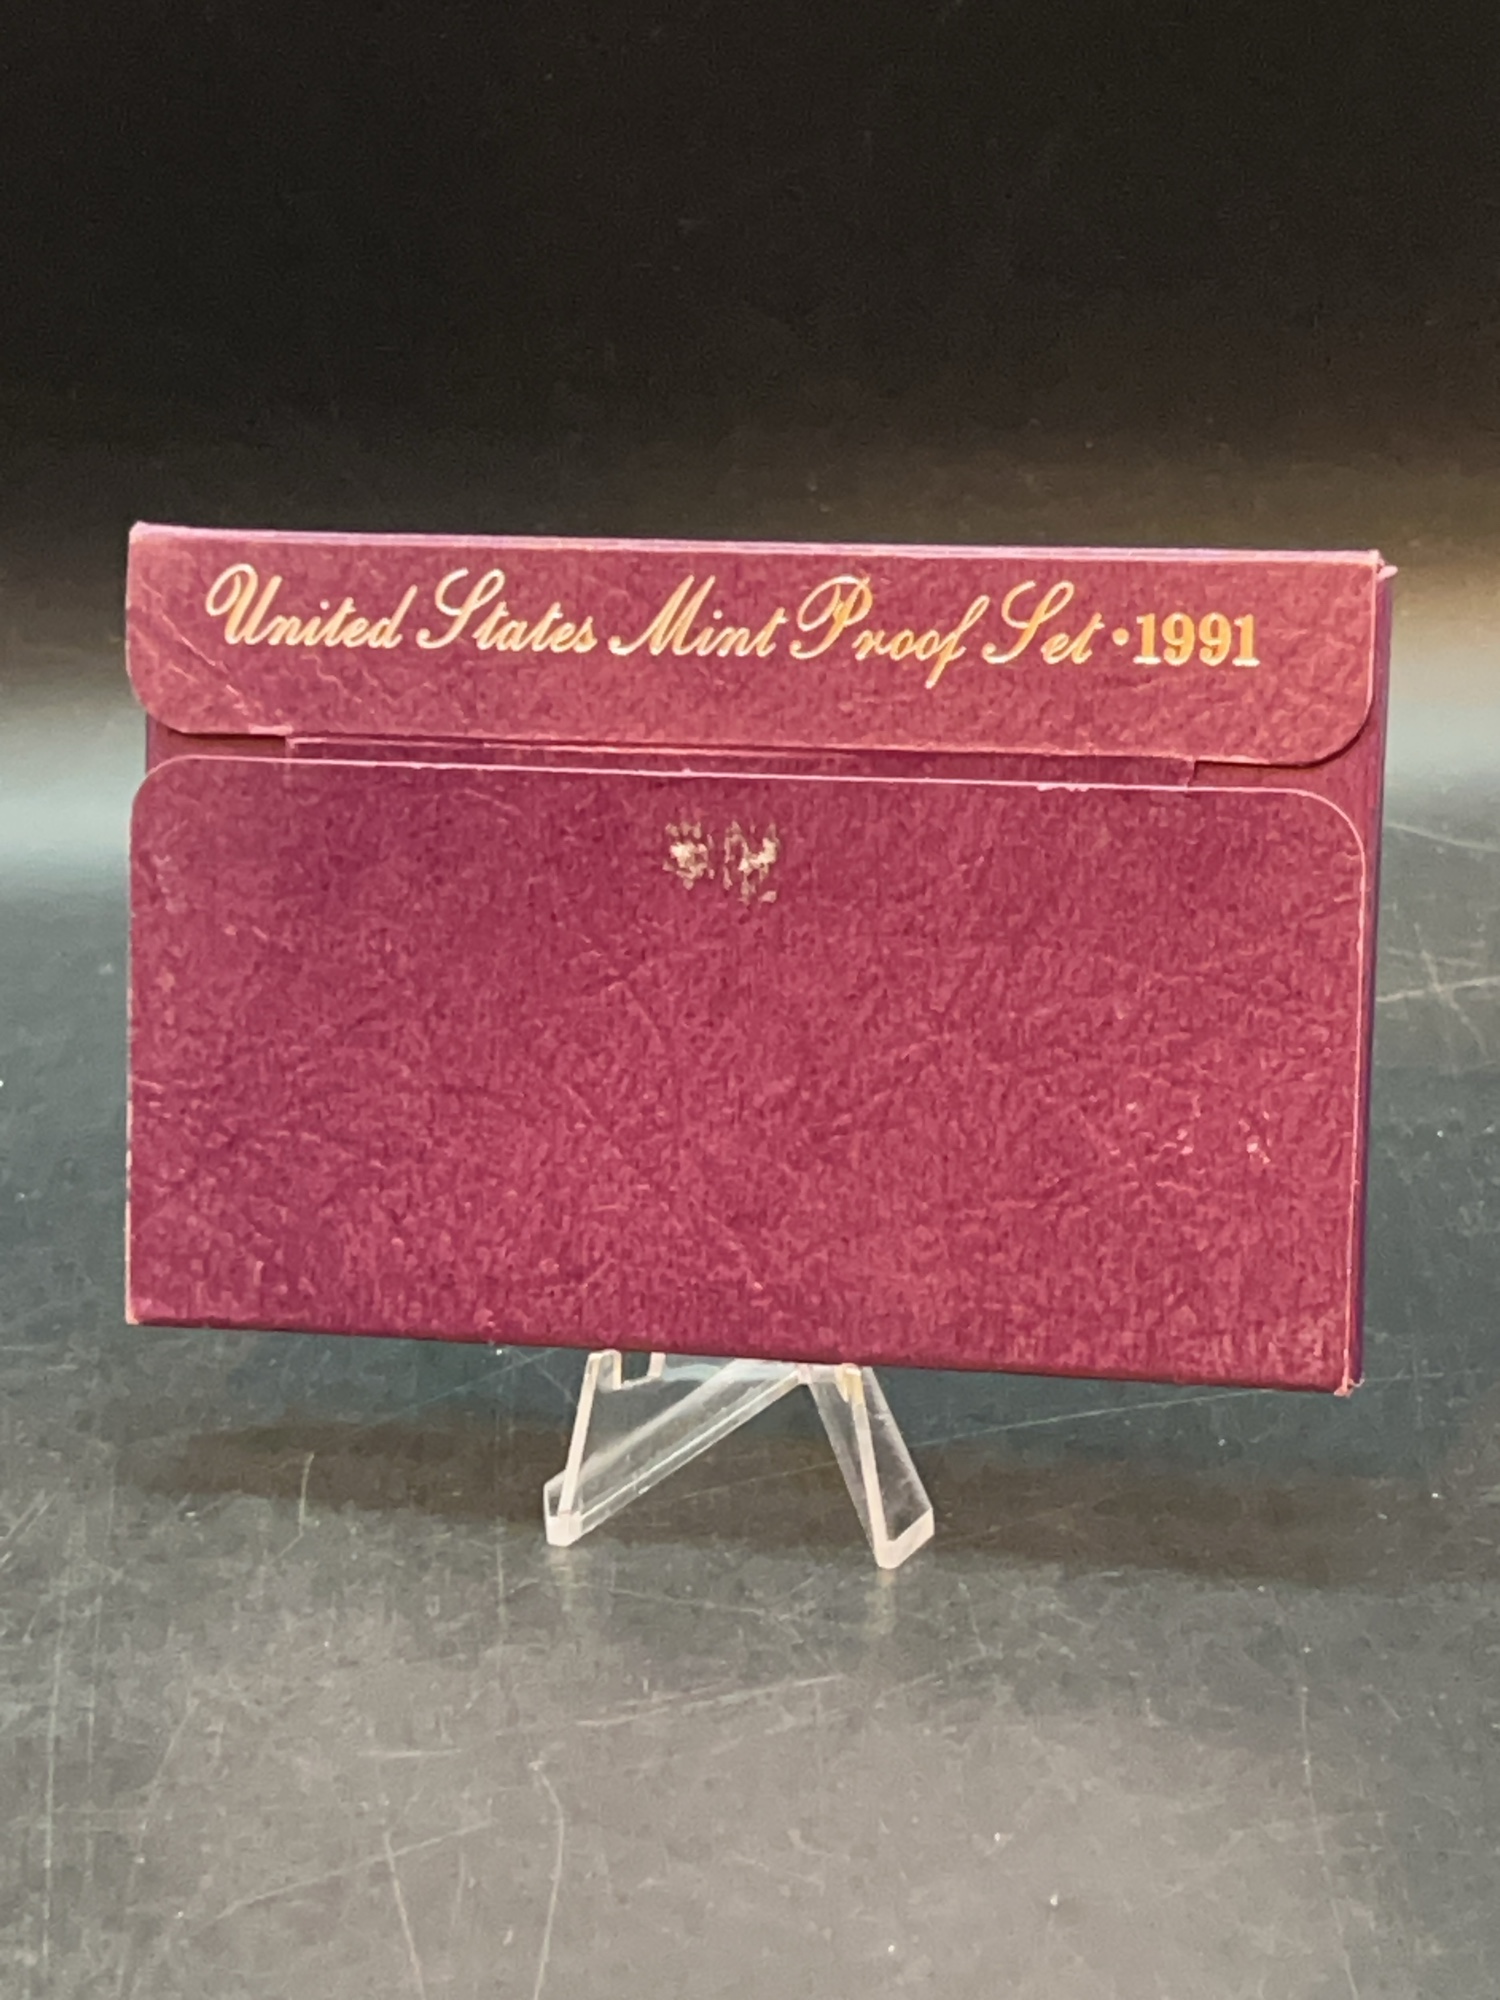 United States Mint Proof Set • 1991